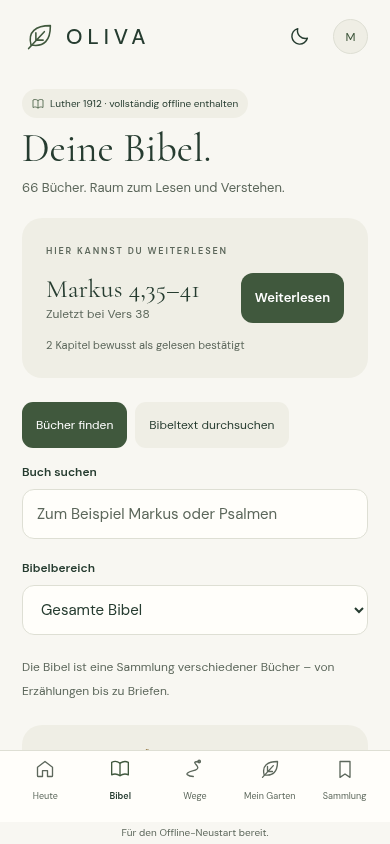 OLIVA
M
Luther 1912 · vollständig offline enthalten
Deine Bibel.
66 Bücher. Raum zum Lesen und Verstehen.
HIER KANNST DU WEITERLESEN
Markus 4,35–41
Zuletzt bei Vers 38
Weiterlesen
2 Kapitel bewusst als gelesen bestätigt
Bücher finden
Bibeltext durchsuchen
Buch suchen
Zum Beispiel Markus oder Psalmen
Bibelbereich
Gesamte Bibel
Die Bibel ist eine Sammlung verschiedener Bücher – von
Erzählungen bis zu Briefen.
Heute
Bibel
Wege
Mein Garten
Sammlung
Für den Offline-Neustart bereit.